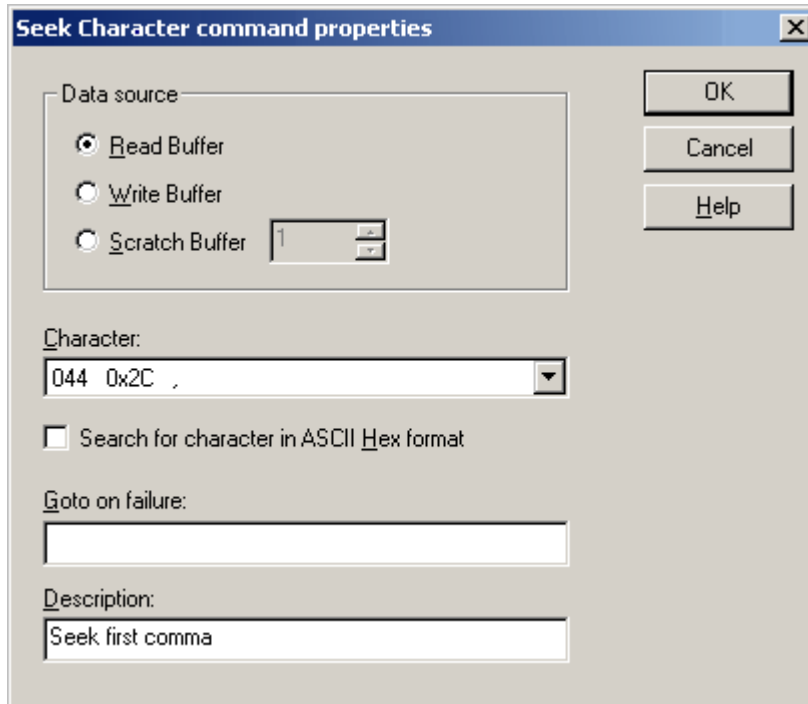 Seek Character command properties
Data source
Read Buffer
Write Buffer
Scratch Buffer 1
OK
Cancel
Help
Character:
044 0x2C ,
Search for character in ASCII Hex format
Goto on failure:
Description:
Seek first comma